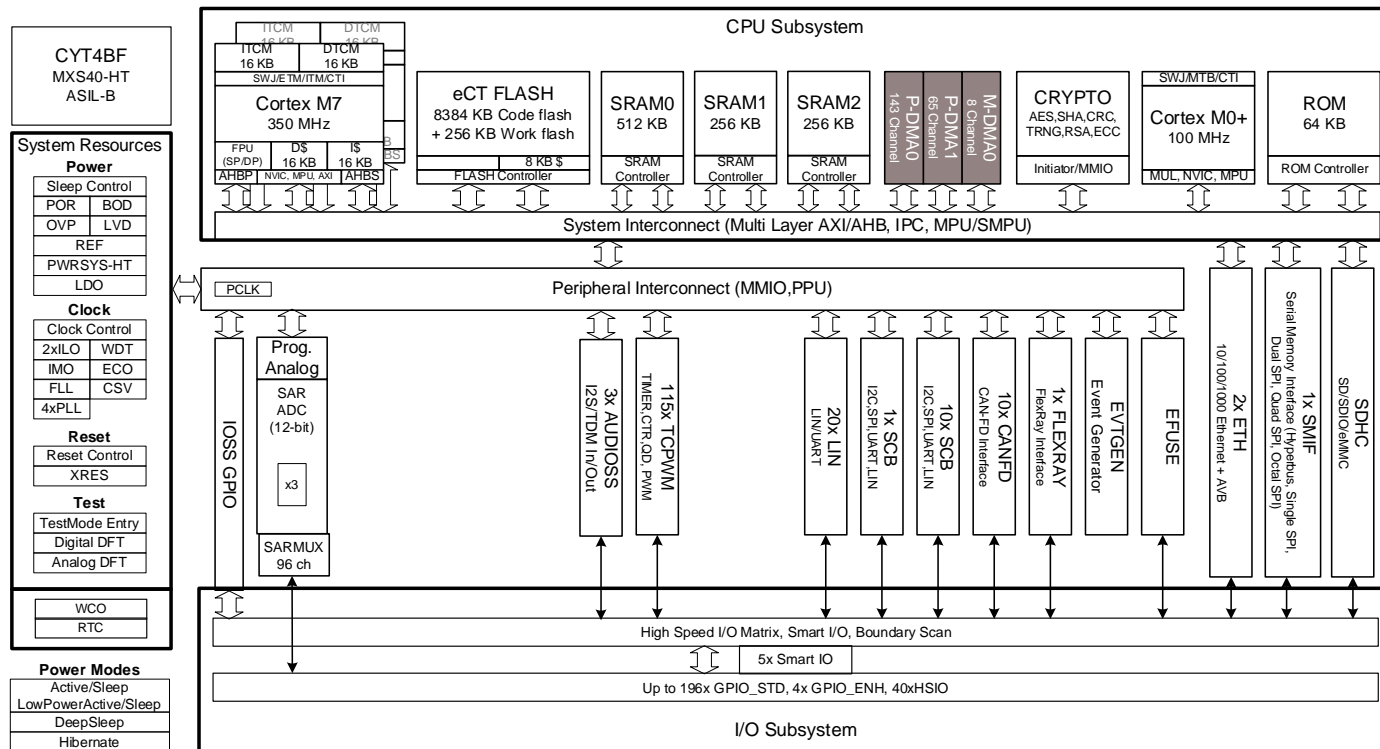 CYT4BF
MXS40-HT
ASIL-B
System Resources
Power
Sleep Control
POR BOD
OVP LVD
REF
PWRSYS-HT
LDO
Clock
Clock Control
2xILO WDT
IMO ECO
FLL CSV
4xPLL
Reset
Reset Control
XRES
Test
TestMode Entry
Digital DFT
Analog DFT
WCO
RTC
Power Modes
Active/Sleep
LowPowerActive/Sleep
DeepSleep
Hibernate
CPU Subsystem
ITCM DTCM
16 KB 16 KB
ITCM DTCM
16 KB 16 KB
SWJ/ETM/ITM/CTI
Cortex M7
350 MHz
FPU
(SP/DP)
D$
16 KB
I$
16 KB
AHBP NVIC, MPU, AXI AHBS
eCT FLASH
8384 KB Code flash
+ 256 KB Work flash
8 KB $
FLASH Controller
SRAM0
512 KB
SRAM
Controller
SRAM1
256 KB
SRAM
Controller
SRAM2
256 KB
SRAM
Controller
P-DMA0
143 Channel
P-DMA1
65 Channel
M-DMA0
8 Channel
CRYPTO
AES,SHA,CRC,
TRNG,RSA,ECC
Initiator/MMIO
SWJ/MTB/CTI
Cortex M0+
100 MHz
MUL, NVIC, MPU
ROM
64 KB
ROM Controller
System Interconnect (Multi Layer AXI/AHB, IPC, MPU/SMPU)
PCLK
Peripheral Interconnect (MMIO,PPU)
IOSS GPIO
Prog.
Analog
SAR
ADC
(12-bit)
x3
SARMUX
96 ch
3x AUDIOSS
I2S/TDM In/Out
115x TCPWM
TIMER,CTR,QD, PWM
20x LIN
LIN/UART
1x SCB
I2C,SPI,UART,LIN
10x SCB
I2C,SPI,UART,LIN
10x CANFD
CAN-FD Interface
1x FLEXRAY
FlexRay Interface
EVTGEN
Event Generator
EFUSE
2x ETH
10/100/1000 Ethernet + AVB
1x SMIF
Serial Memory Interface (Hyperbus, Single SPI,
Dual SPI, Quad SPI, Octal SPI)
SDHC
SD/SDIO/eMMC
High Speed I/O Matrix, Smart I/O, Boundary Scan
5x Smart IO
Up to 196x GPIO_STD, 4x GPIO_ENH, 40xHSIO
I/O Subsystem